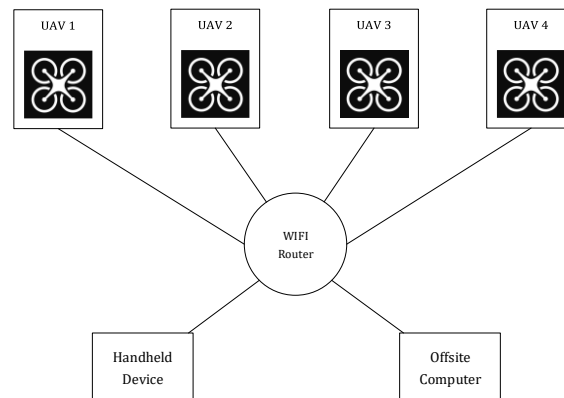 UAV 1
UAV 2
UAV 3
UAV 4
WIFI
Router
Handheld
Device
Offsite
Computer